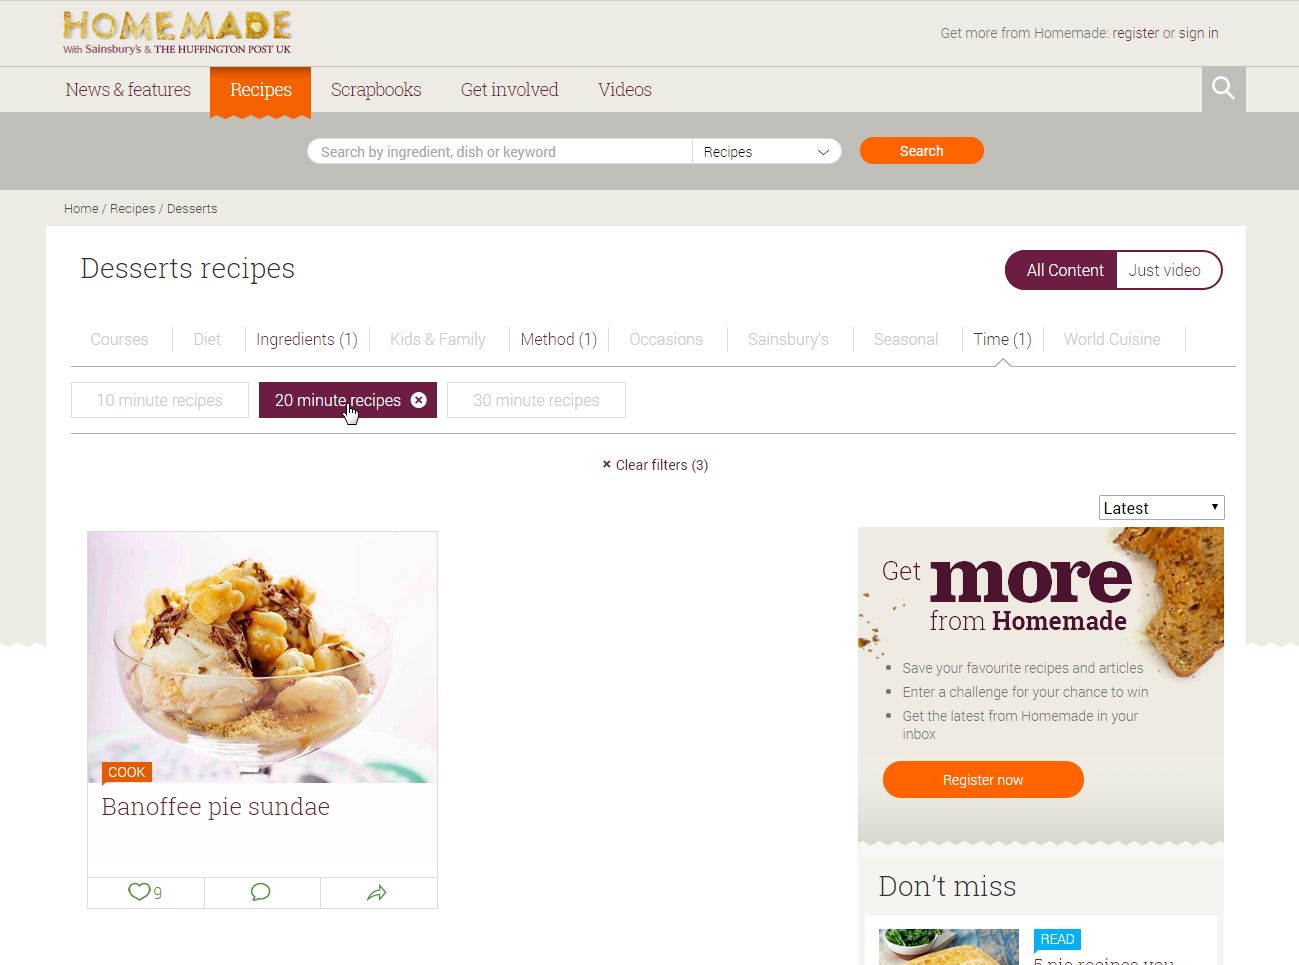 HOMEMADE
With Sainsbury's & THE HUFFINGTON POST UK
Get more from Homemade: register or sign in
News & features
Recipes
Scrapbooks
Get involved
Videos
Search by ingredient, dish or keyword
Recipes
Search
Home / Recipes / Desserts
Desserts recipes
All Content
Just video
Courses
Diet
Ingredients (1)
Kids & Family
Method (1)
Occasions
Sainsbury's
Seasonal
Time (1)
World Cuisine
10 minute recipes
20 minute recipes
30 minute recipes
× Clear filters (3)
Latest
COOK
Banoffee pie sundae
9
Get more
from Homemade
Save your favourite recipes and articles
Enter a challenge for your chance to win
Get the latest from Homemade in your
inbox
Register now
Don't miss
READ
5 pie recipes you